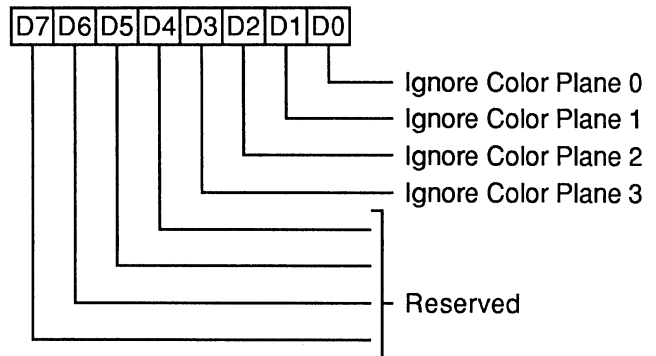 D7 D6 D5 D4 D3 D2 D1 D0
Ignore Color Plane 0
Ignore Color Plane 1
Ignore Color Plane 2
Ignore Color Plane 3
Reserved